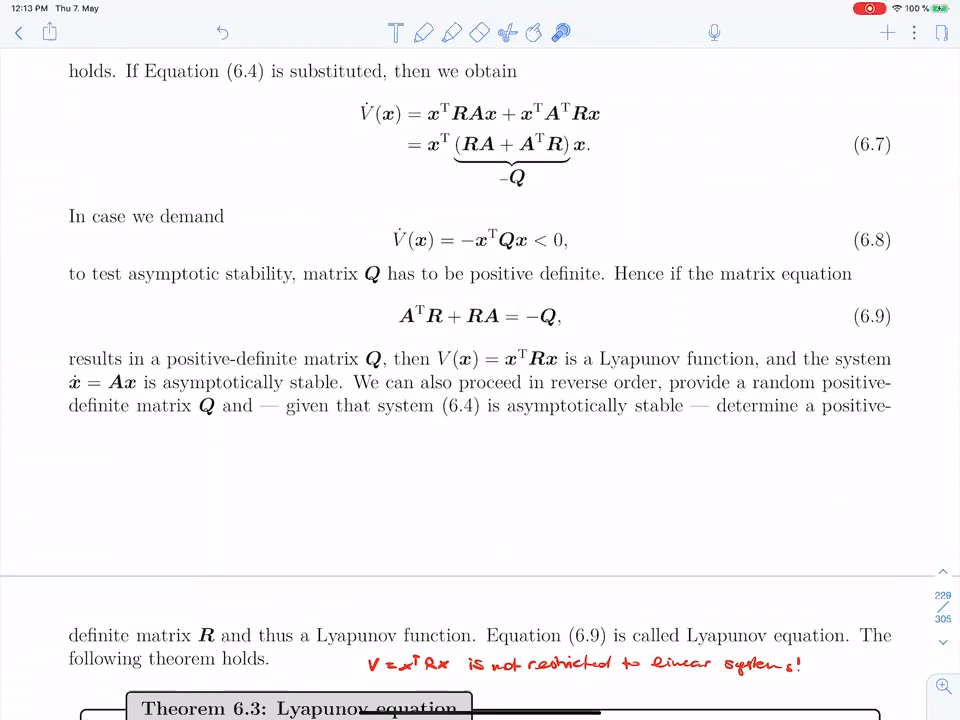 12:13 PM Thu 7. May
100 %
holds. If Equation (6.4) is substituted, then we obtain
V̇(x) = xᵀRAx + xᵀAᵀRx
= xᵀ (RA + AᵀR) x. (6.7)
−Q
In case we demand
V̇(x) = −xᵀQx < 0, (6.8)
to test asymptotic stability, matrix Q has to be positive definite. Hence if the matrix equation
AᵀR + RA = −Q, (6.9)
results in a positive-definite matrix Q, then V(x) = xᵀRx is a Lyapunov function, and the system
ẋ = Ax is asymptotically stable. We can also proceed in reverse order, provide a random positive-
definite matrix Q and — given that system (6.4) is asymptotically stable — determine a positive-
229
305
definite matrix R and thus a Lyapunov function. Equation (6.9) is called Lyapunov equation. The
following theorem holds.
V = xᵀRx is not restricted to linear systems!
Theorem 6.3: Lyapunov equation